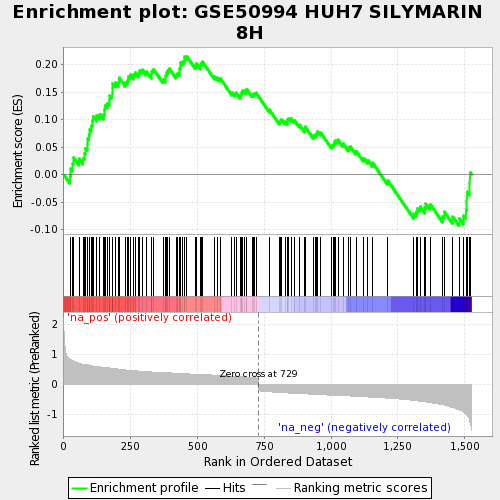 Enrichment plot: GSE50994 HUH7 SILYMARIN
8H
Enrichment score (ES)
0.20
0.15
0.10
0.05
0.00
-0.05
-0.10
'na_pos' (positively correlated)
Ranked list metric (PreRanked)
2
1
0
-1
Zero cross at 729
'na_neg' (negatively correlated)
0
250
500
750
1,000
1,250
1,500
Rank in Ordered Dataset
Enrichment profile
Hits
Ranking metric scores